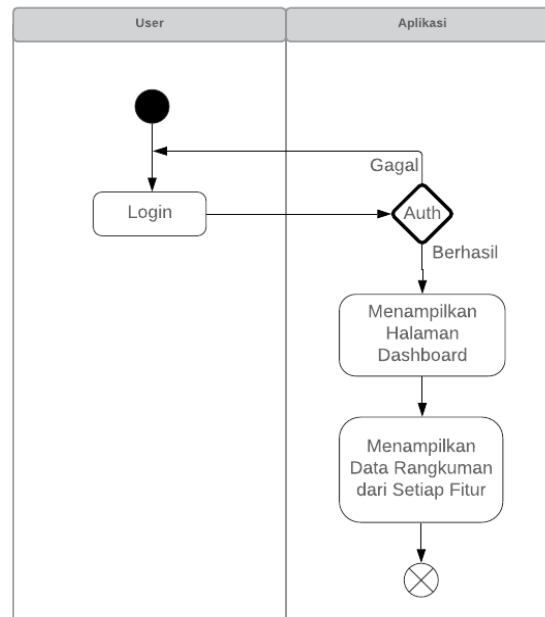 User
Aplikasi
Gagal
Login
Auth
Berhasil
Menampilkan
Halaman
Dashboard
Menampilkan
Data Rangkuman
dari Setiap Fitur